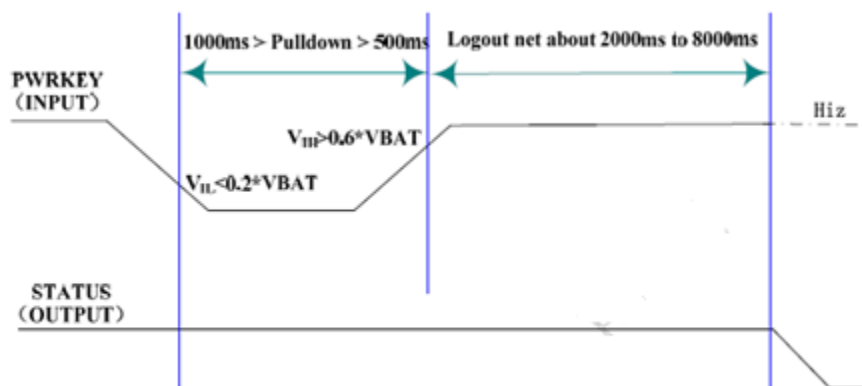 1000ms > Pulldown > 500ms
Logout net about 2000ms to 8000ms
PWRKEY
(INPUT)
Hiz
VIH>0.6*VBAT
VIL<0.2*VBAT
STATUS
(OUTPUT)